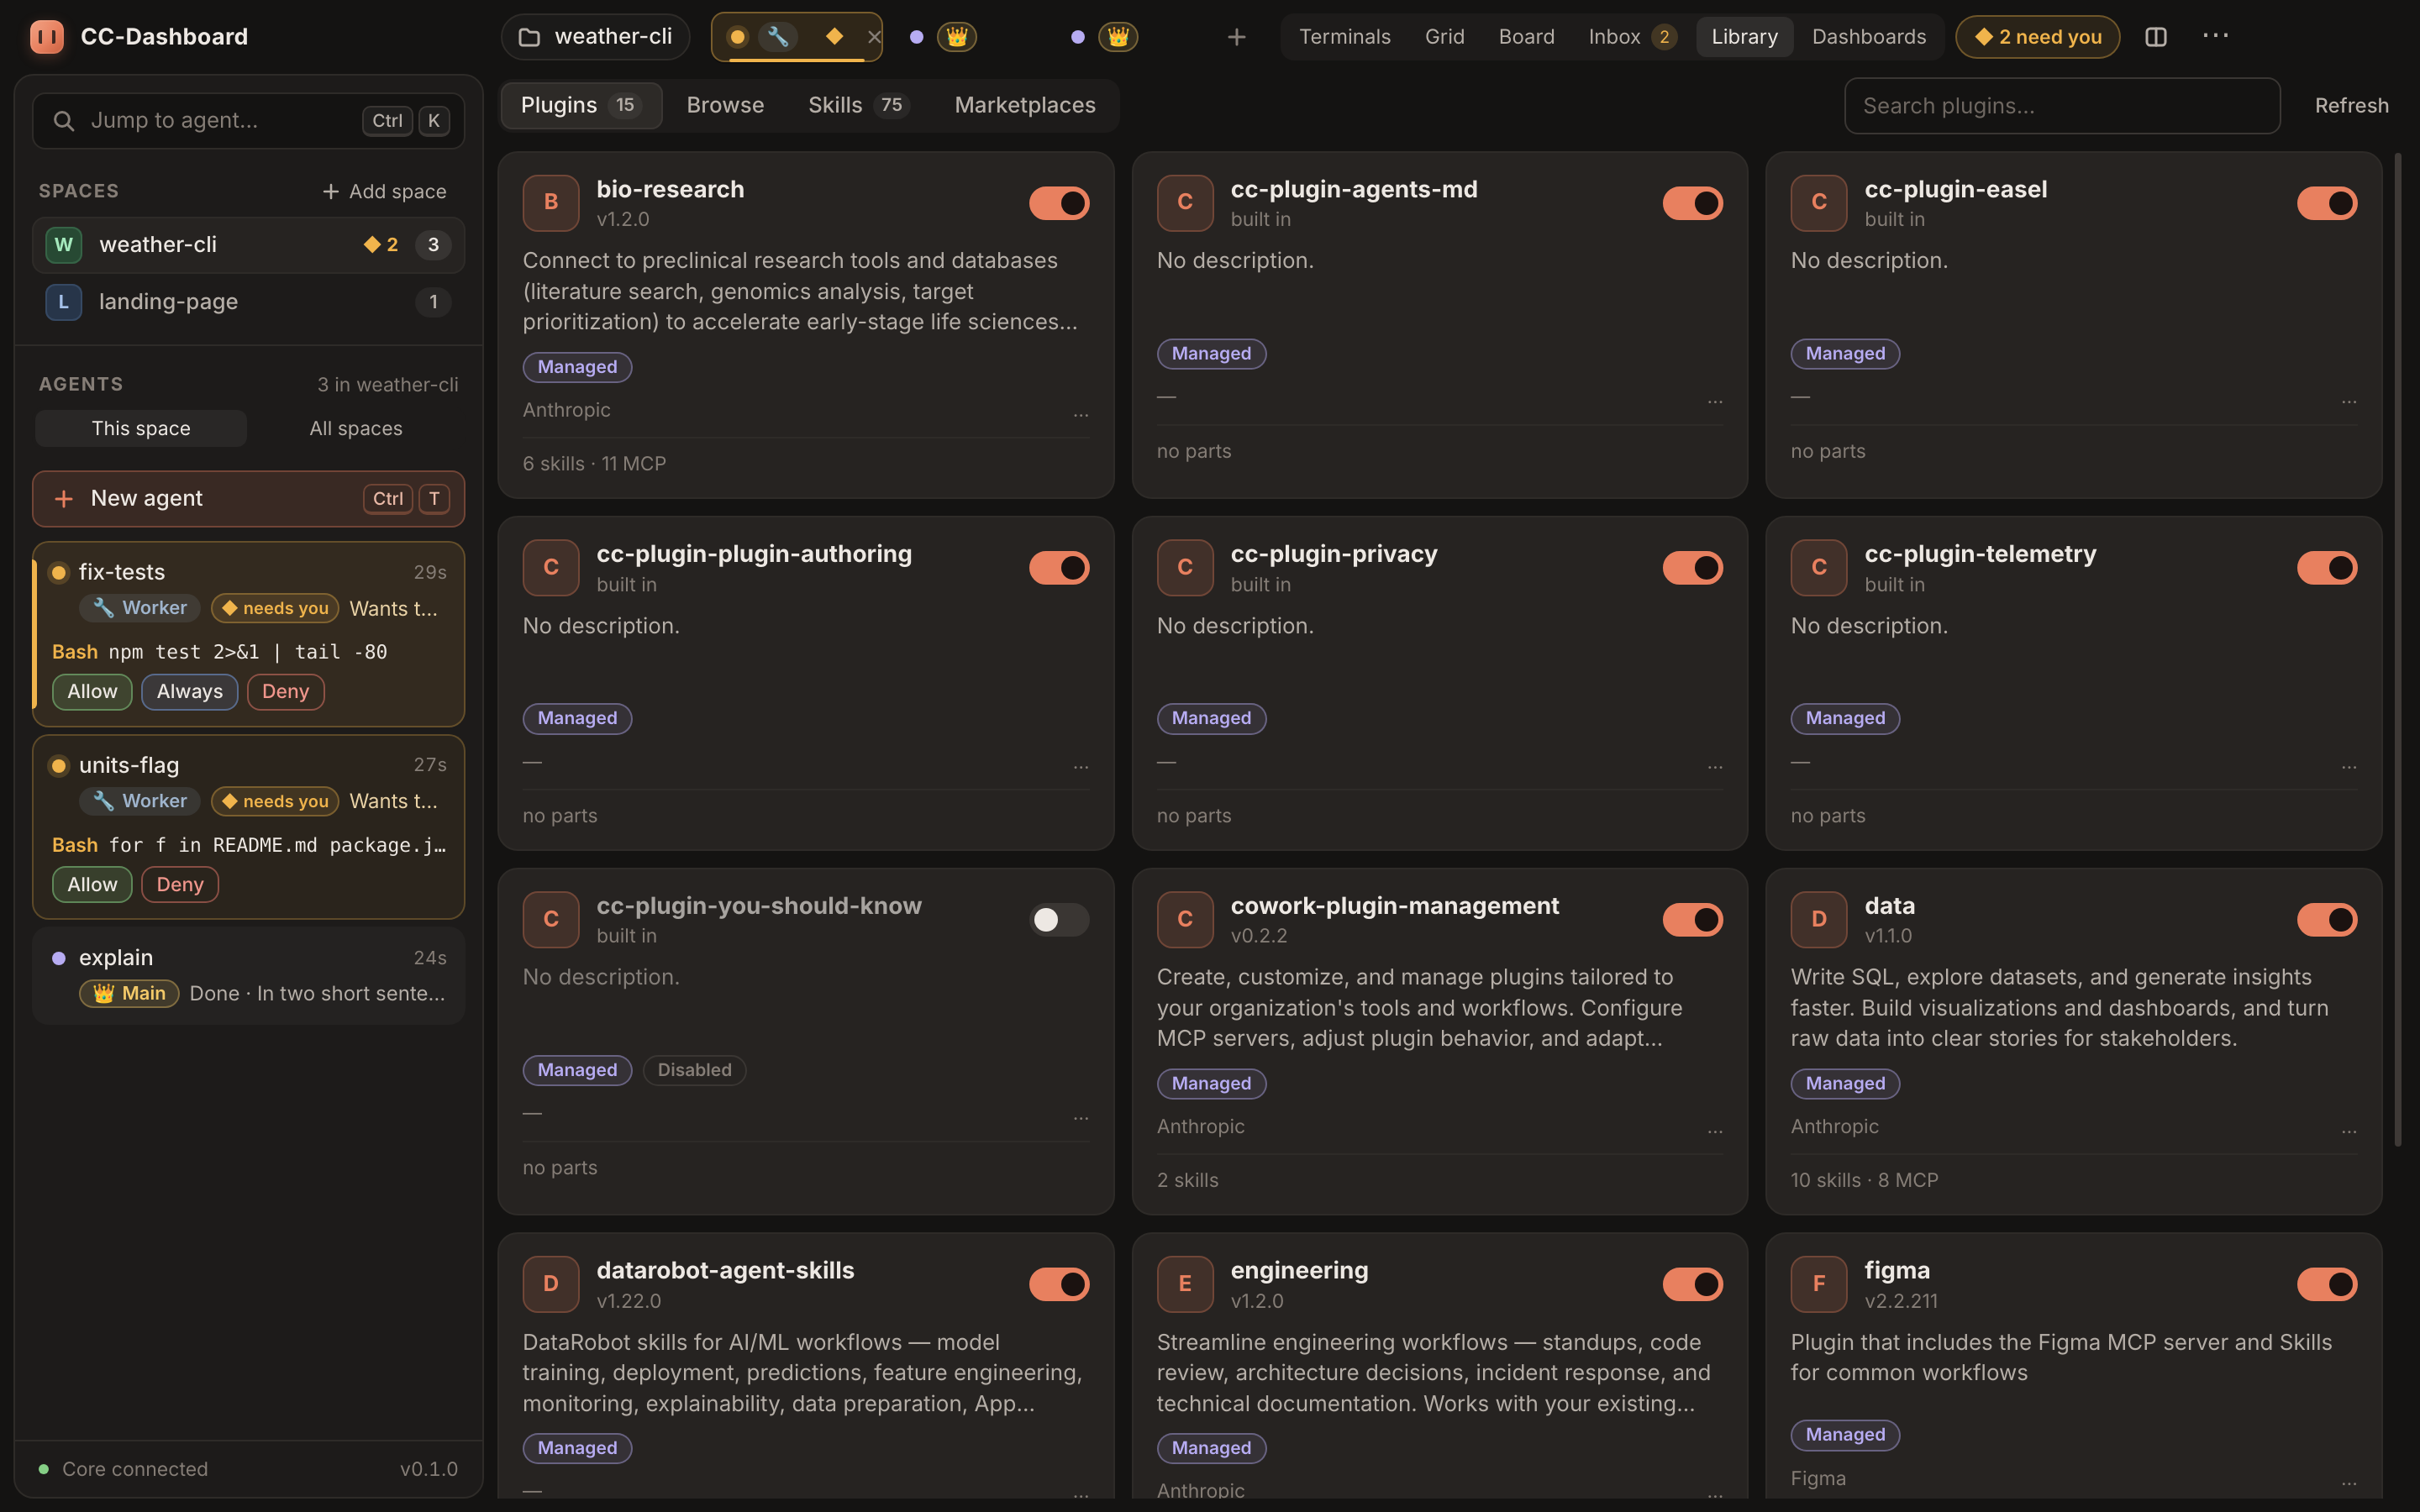 CC-Dashboard
weather-cli
Terminals
Grid
Board
Inbox 2
Library
Dashboards
2 need you
...
Jump to agent...
Ctrl K
SPACES
+ Add space
W weather-cli 2 3
L landing-page 1
AGENTS
3 in weather-cli
This space
All spaces
+ New agent
Ctrl T
fix-tests 29s
Worker needs you Wants t...
Bash npm test 2>&1 | tail -80
Allow Always Deny
units-flag 27s
Worker needs you Wants t...
Bash for f in README.md package.j...
Allow Deny
explain 24s
Main Done · In two short sente...
Core connected v0.1.0
Plugins 15
Browse
Skills 75
Marketplaces
Search plugins...
Refresh
B bio-research
v1.2.0
Connect to preclinical research tools and databases
(literature search, genomics analysis, target
prioritization) to accelerate early-stage life sciences...
Managed
Anthropic ...
6 skills · 11 MCP
C cc-plugin-agents-md
built in
No description.
Managed
— ...
no parts
C cc-plugin-easel
built in
No description.
Managed
— ...
no parts
C cc-plugin-plugin-authoring
built in
No description.
Managed
— ...
no parts
C cc-plugin-privacy
built in
No description.
Managed
— ...
no parts
C cc-plugin-telemetry
built in
No description.
Managed
— ...
no parts
C cc-plugin-you-should-know
built in
No description.
Managed Disabled
— ...
no parts
C cowork-plugin-management
v0.2.2
Create, customize, and manage plugins tailored to
your organization's tools and workflows. Configure
MCP servers, adjust plugin behavior, and adapt...
Managed
Anthropic ...
2 skills
D data
v1.1.0
Write SQL, explore datasets, and generate insights
faster. Build visualizations and dashboards, and turn
raw data into clear stories for stakeholders.
Managed
Anthropic ...
10 skills · 8 MCP
D datarobot-agent-skills
v1.22.0
DataRobot skills for AI/ML workflows — model
training, deployment, predictions, feature engineering,
monitoring, explainability, data preparation, App...
Managed
— ...
E engineering
v1.2.0
Streamline engineering workflows — standups, code
review, architecture decisions, incident response, and
technical documentation. Works with your existing...
Managed
Anthropic ...
F figma
v2.2.211
Plugin that includes the Figma MCP server and Skills
for common workflows
Managed
Figma ...